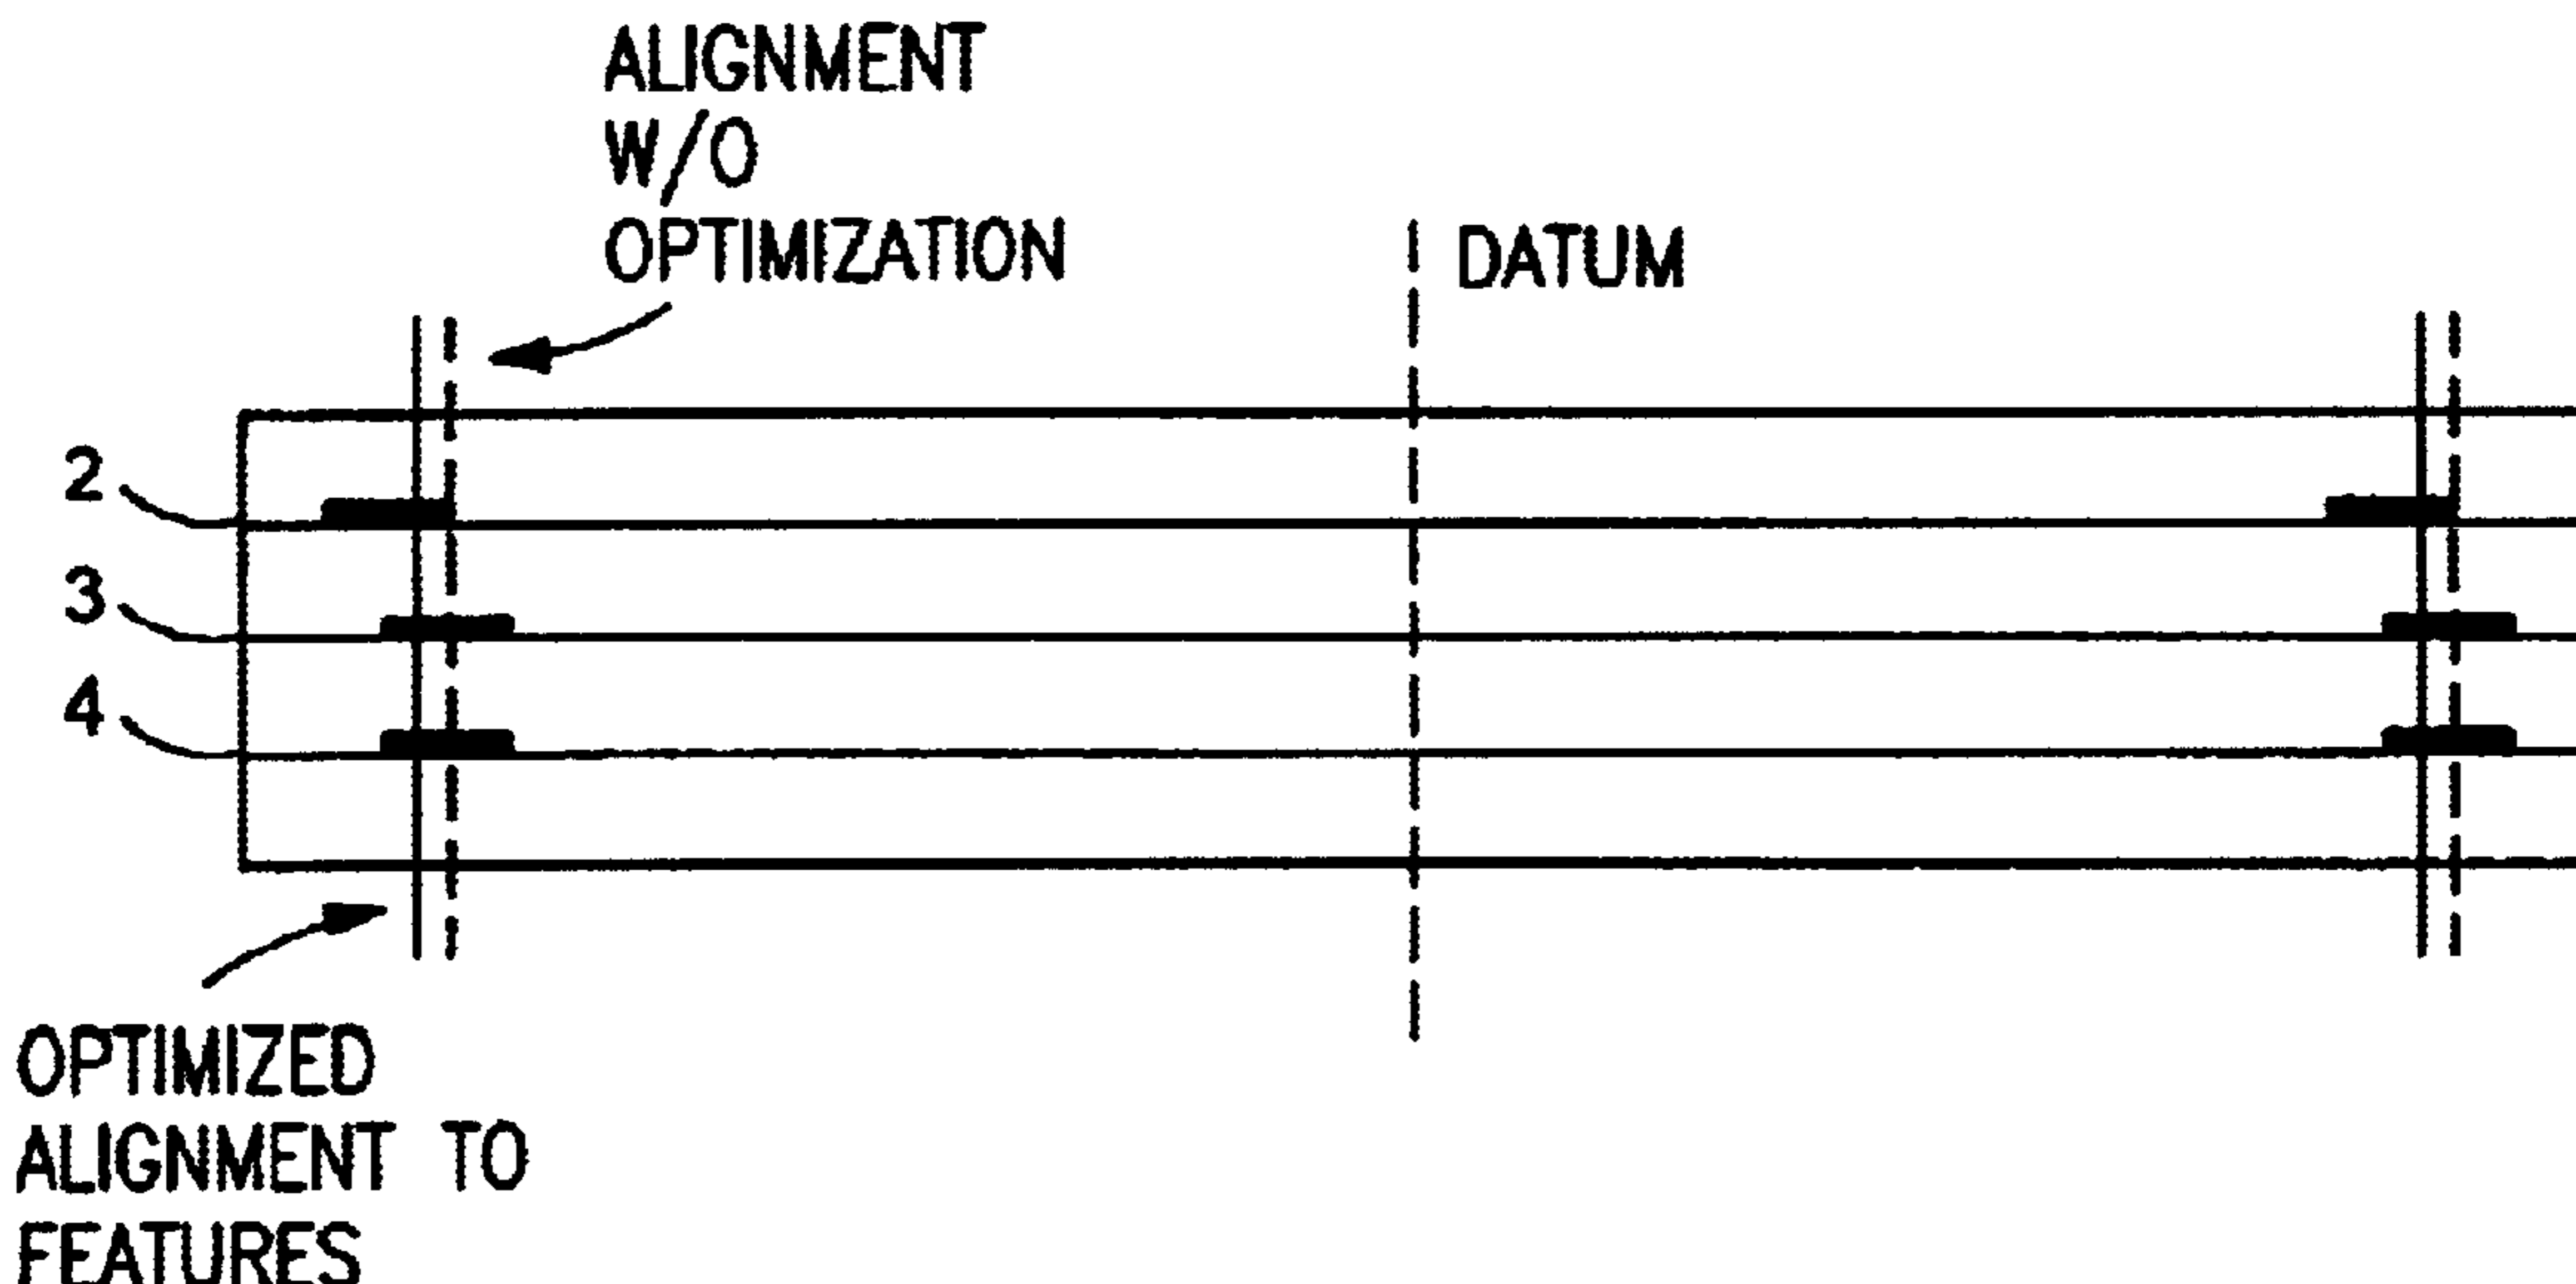 ALIGNMENT
W/O
OPTIMIZATION
DATUM
2
3
4
OPTIMIZED
ALIGNMENT TO
FEATURES